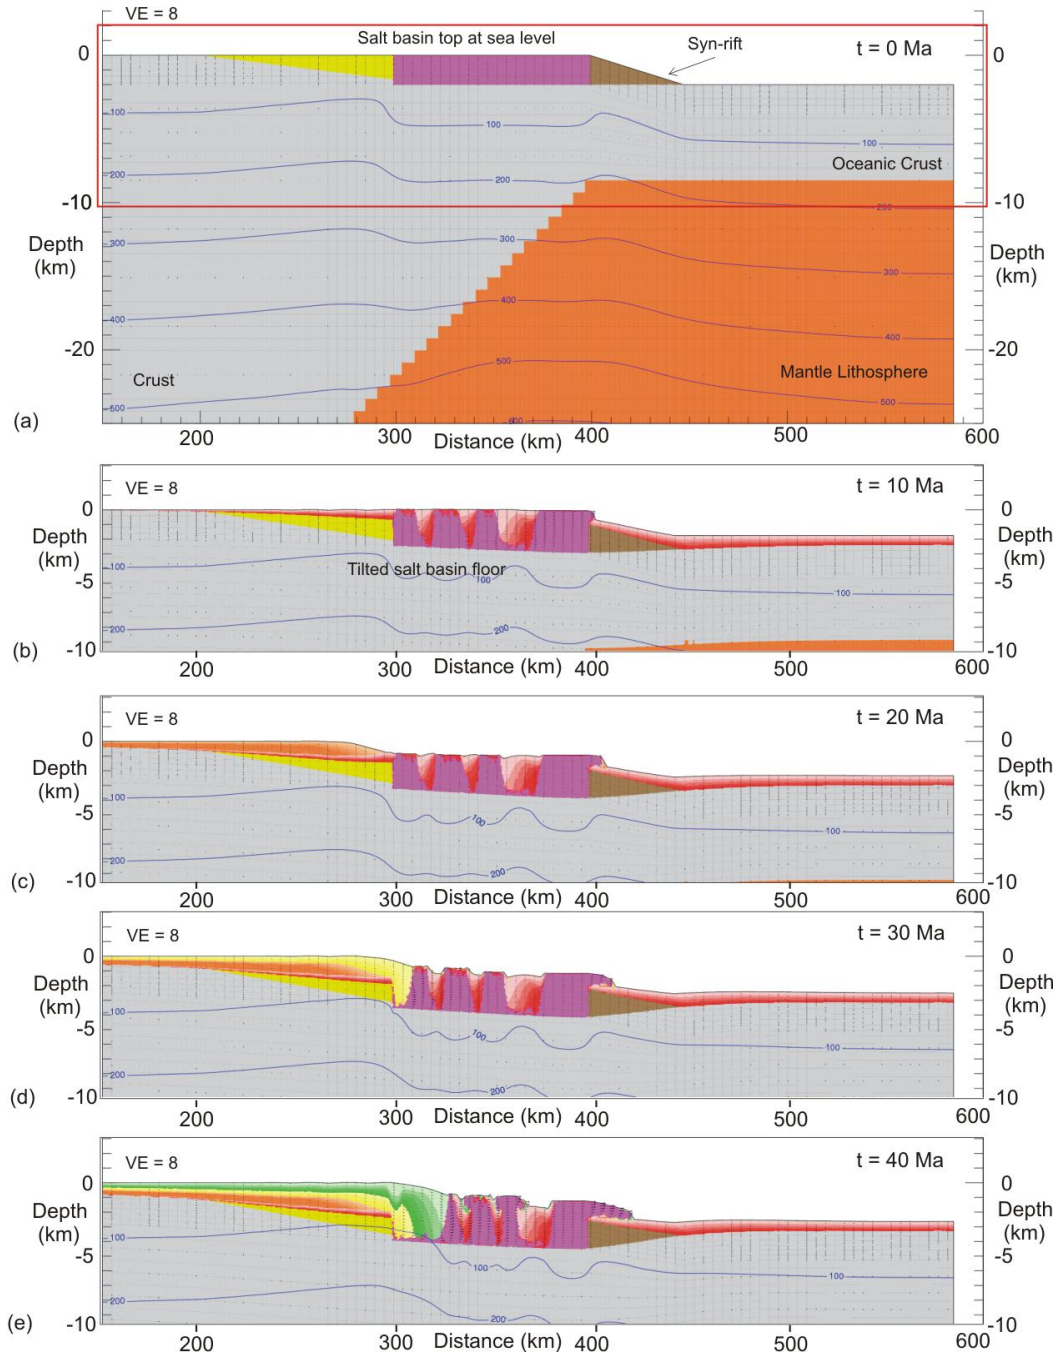 VE = 8
Salt basin top at sea level
Syn-rift
t = 0 Ma
0
0
100
100
100
200
200
Oceanic Crust
200
-10
-10
Depth
(km)
Depth
(km)
300
300
300
400
400
400
-20
-20
500
Crust
Mantle Lithosphere
500
500
(a)
200
300
Distance (km)
400
500
600
VE = 8
t = 10 Ma
0
0
Depth
(km)
Depth
(km)
100
Tilted salt basin floor
100
100
-5
-5
200
200
(b)
-10
-10
200
300
Distance (km)
400
500
600
VE = 8
t = 20 Ma
0
0
Depth
(km)
Depth
(km)
100
-5
100
100
-5
200
200
(c)
-10
-10
200
300
Distance (km)
400
500
600
VE = 8
t = 30 Ma
0
0
Depth
(km)
Depth
(km)
100
-5
100
100
-5
200
200
(d)
-10
-10
200
300
Distance (km)
400
500
600
VE = 8
t = 40 Ma
0
0
Depth
(km)
Depth
(km)
100
-5
100
100
-5
200
200
(e)
-10
-10
200
300
Distance (km)
400
500
600